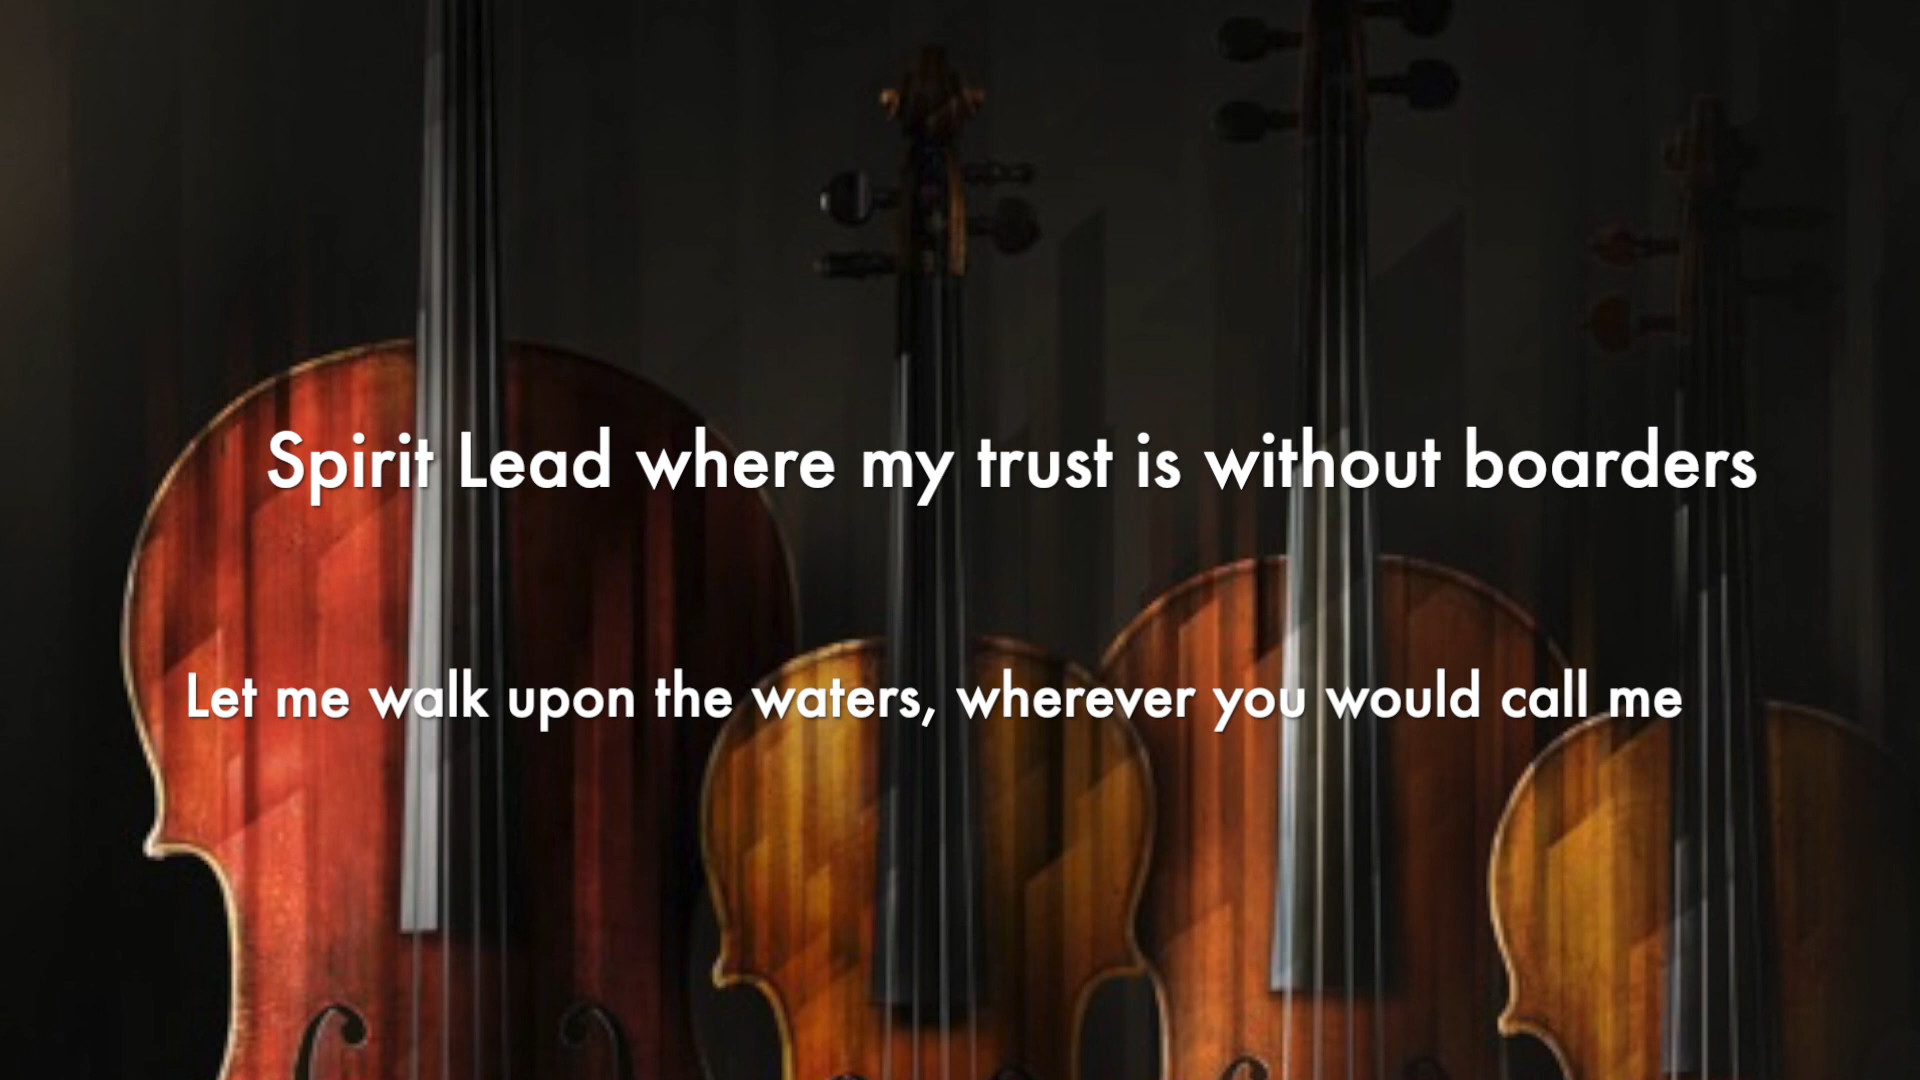 Spirit Lead where my trust is without boarders
Let me walk upon the waters, wherever you would call me